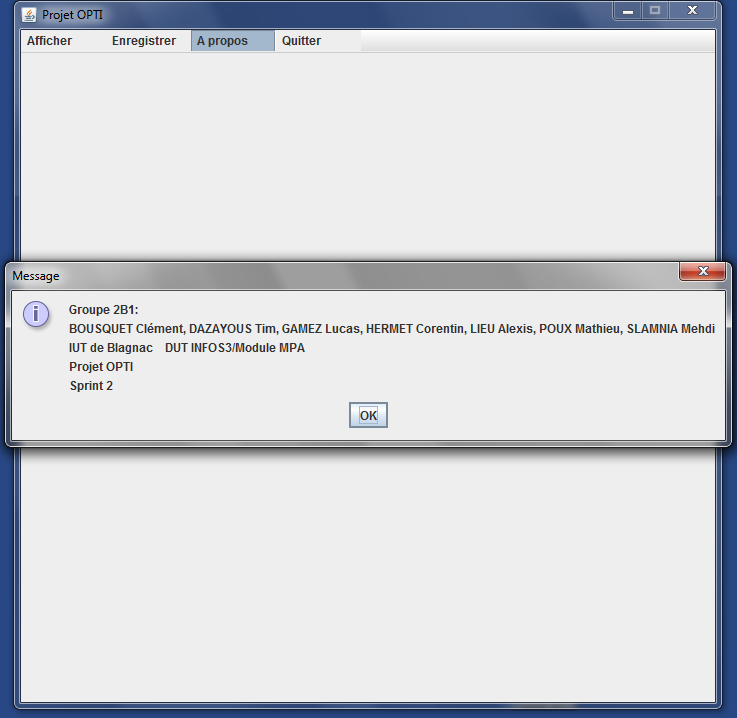 Projet OPTI
Afficher Enregistrer A propos Quitter
Message
Groupe 2B1:
BOUSQUET Clément, DAZAYOUS Tim, GAMEZ Lucas, HERMET Corentin, LIEU Alexis, POUX Mathieu, SLAMNIA Mehdi
IUT de Blagnac DUT INFOS3/Module MPA
Projet OPTI
Sprint 2
OK